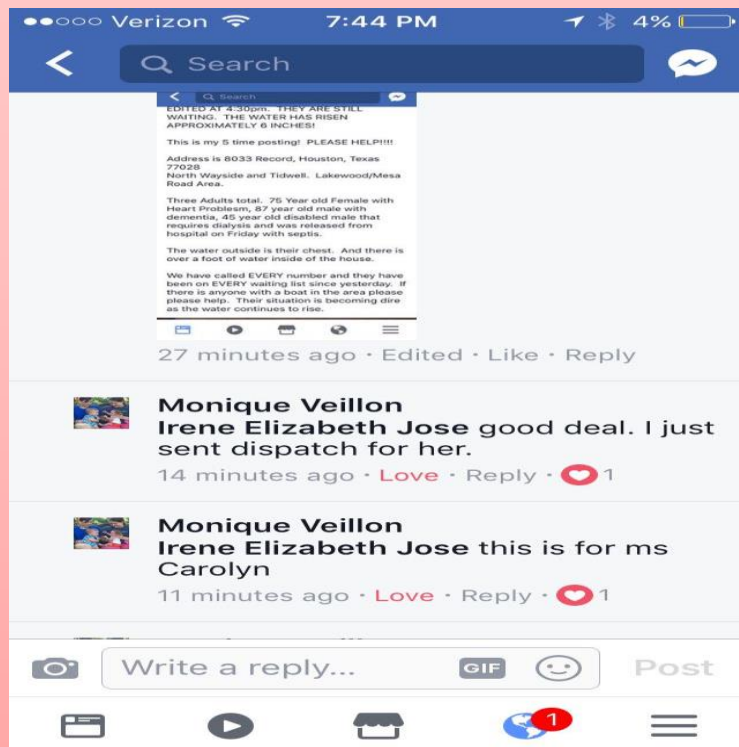 Verizon 7:44 PM 4%
Search
Search
EDITED AT 4:30pm. THEY ARE STILL
WAITING. THE WATER HAS RISEN
APPROXIMATELY 6 INCHES!
This is my 5 time posting! PLEASE HELP!!!!
Address is 8033 Record, Houston, Texas
77028
North Wayside and Tidwell. Lakewood/Mesa
Road Area.
Three Adults total. 75 Year old Female with
Heart Problesm, 87 year old male with
dementia, 45 year old disabled male that
requires dialysis and was released from
hospital on Friday with septis.
The water outside is their chest. And there is
over a foot of water inside of the house.
We have called EVERY number and they have
been on EVERY waiting list since yesterday. If
there is anyone with a boat in the area please
please help. Their situation is becoming dire
as the water continues to rise.
27 minutes ago · Edited · Like · Reply
Monique Veillon
Irene Elizabeth Jose good deal. I just
sent dispatch for her.
14 minutes ago · Love · Reply · 1
Monique Veillon
Irene Elizabeth Jose this is for ms
Carolyn
11 minutes ago · Love · Reply · 1
Write a reply... GIF Post
1